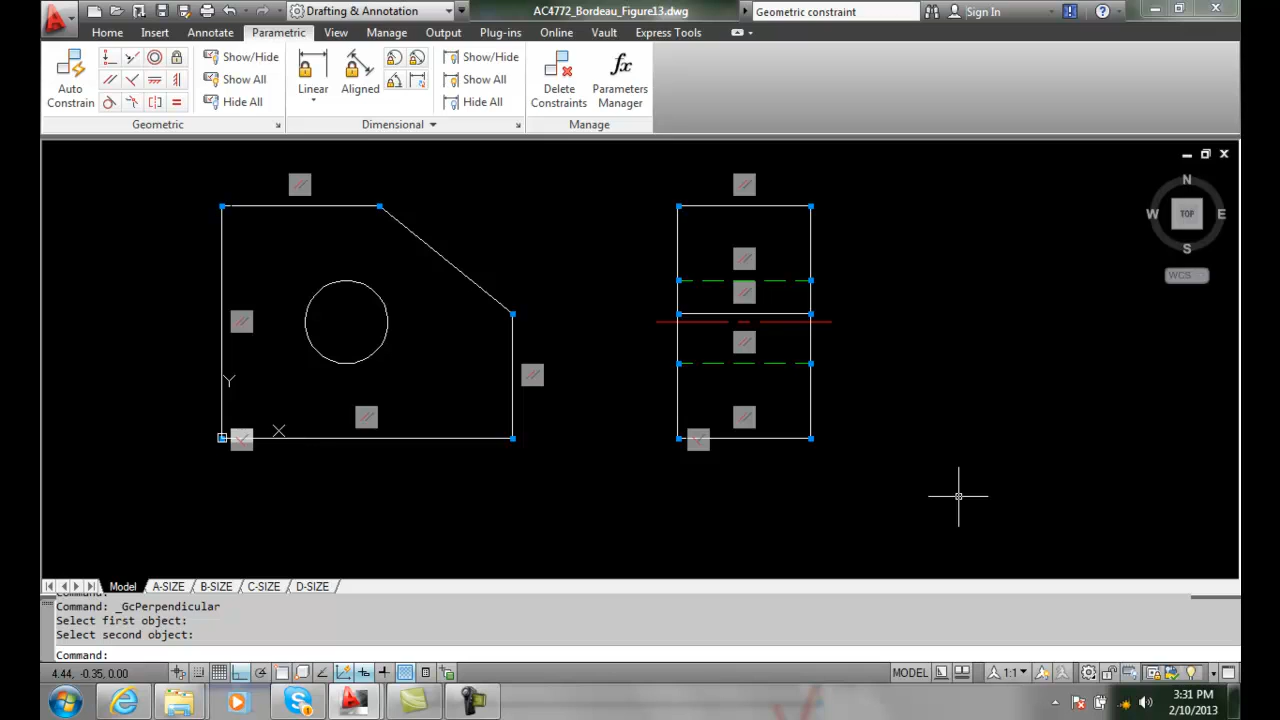 Drafting & Annotation
AC4772_Bordeau_Figure13.dwg
Geometric constraint
Sign In
Home Insert Annotate Parametric View Manage Output Plug-ins Online Vault Express Tools
Auto Constrain
Show/Hide
Show All
Hide All
Linear
Aligned
Show/Hide
Show All
Hide All
Delete Constraints
fx
Parameters Manager
Geometric
Dimensional
Manage
N
W TOP E
S
WCS
Y
X
Model A-SIZE B-SIZE C-SIZE D-SIZE
Command: _GcPerpendicular
Select first object:
Select second object:
Command:
4.44, -0.35, 0.00
MODEL
1:1
3:31 PM
2/10/2013